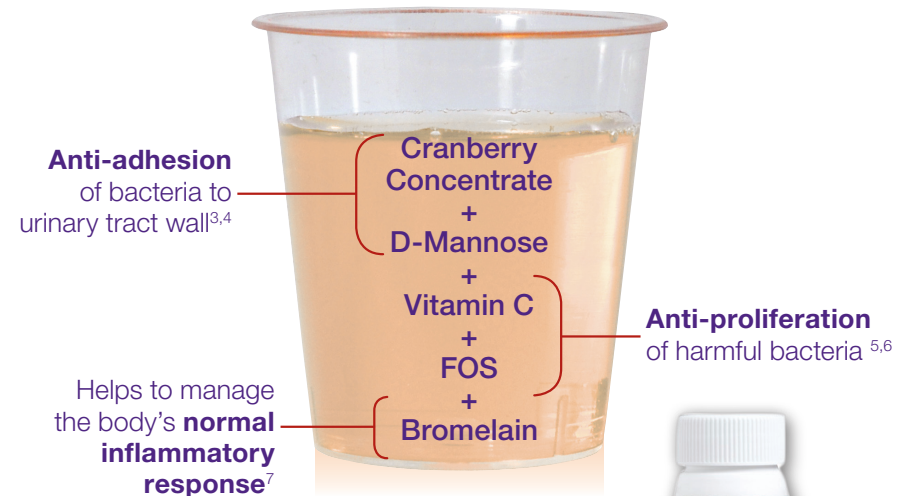 Anti-adhesion
of bacteria to
urinary tract wall3,4
Cranberry
Concentrate
+
D-Mannose
+
Vitamin C
+
FOS
+
Bromelain
Anti-proliferation
of harmful bacteria 5,6
Helps to manage
the body's normal
inflammatory
response7